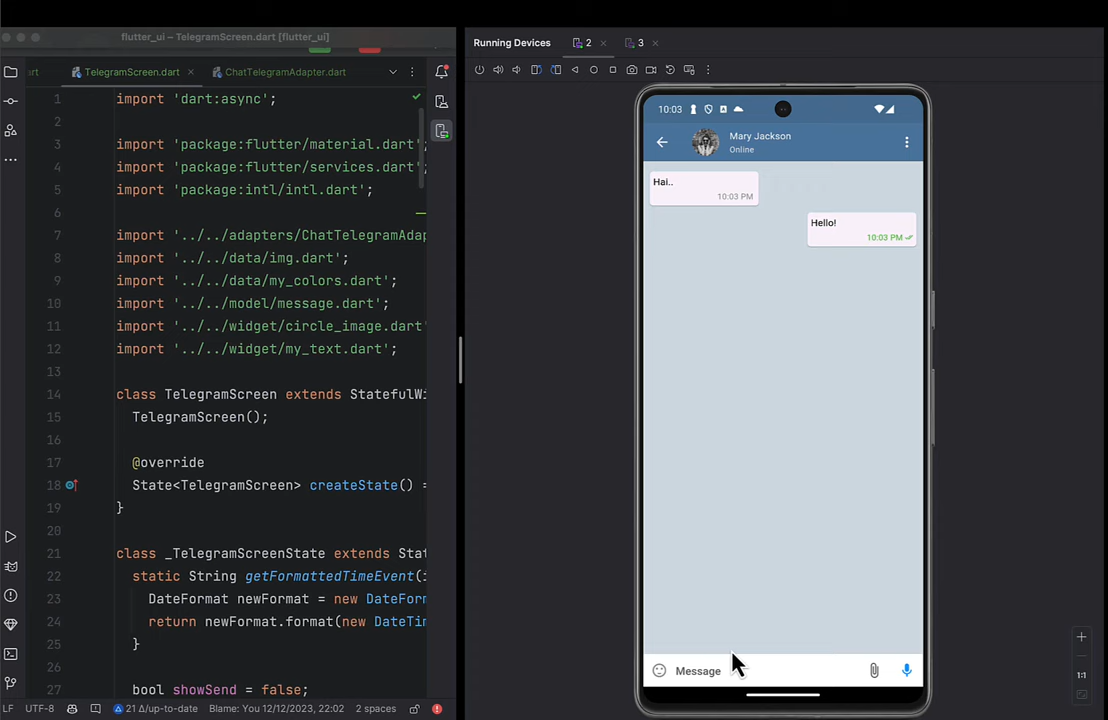 flutter_ui – TelegramScreen.dart [flutter_ui]
art
TelegramScreen.dart
ChatTelegramAdapter.dart
1 import 'dart:async';
2
3 import 'package:flutter/material.dart';
4 import 'package:flutter/services.dart';
5 import 'package:intl/intl.dart';
6
7 import '../../adapters/ChatTelegramAdap
8 import '../../data/img.dart';
9 import '../../data/my_colors.dart';
10 import '../../model/message.dart';
11 import '../../widget/circle_image.dart'
12 import '../../widget/my_text.dart';
13
14 class TelegramScreen extends StatefulWi
15 TelegramScreen();
16
17 @override
18 State<TelegramScreen> createState() =
19 }
20
21 class _TelegramScreenState extends Stat
22 static String getFormattedTimeEvent(i
23 DateFormat newFormat = new DateForm
24 return newFormat.format(new DateTim
25 }
26
27 bool showSend = false;
LF UTF-8 21 Δ/up-to-date Blame: You 12/12/2023, 22:02 2 spaces
Running Devices
2
3
10:03
Mary Jackson
Online
Hai..
10:03 PM
Hello!
10:03 PM
Message
1:1